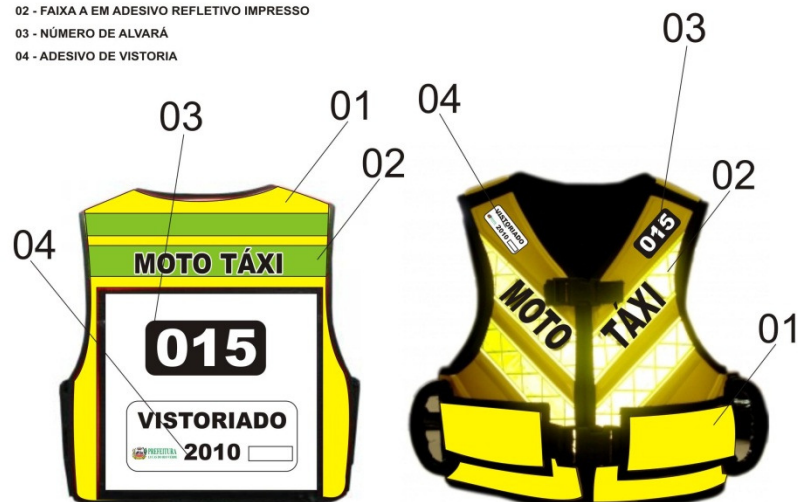 02 - FAIXA A EM ADESIVO REFLETIVO IMPRESSO
03 - NÚMERO DE ALVARÁ
04 - ADESIVO DE VISTORIA
03
01
02
04
MOTO TÁXI
015
VISTORIADO
PREFEITURA
2010
03
04
02
01
VISTORIADO
2010
015
MOTO
TÁXI